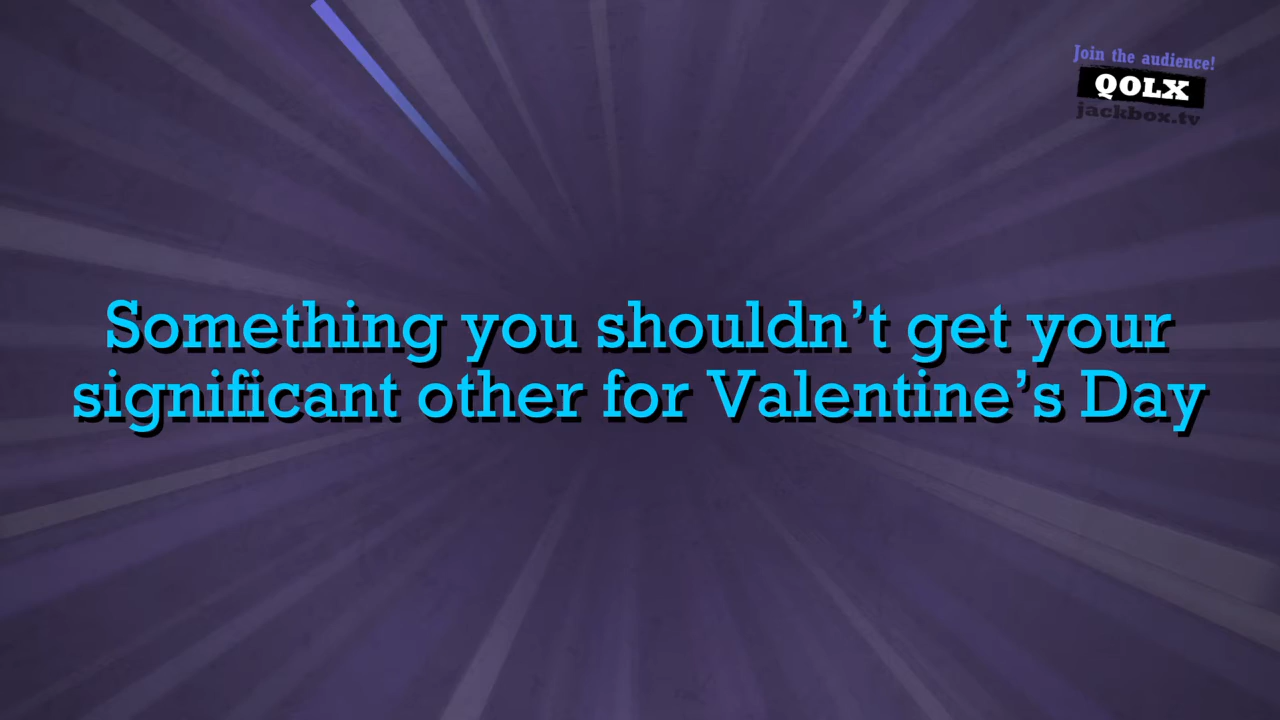 Join the audience!
QOLX
jackbox.tv
Something you shouldn’t get your
significant other for Valentine’s Day